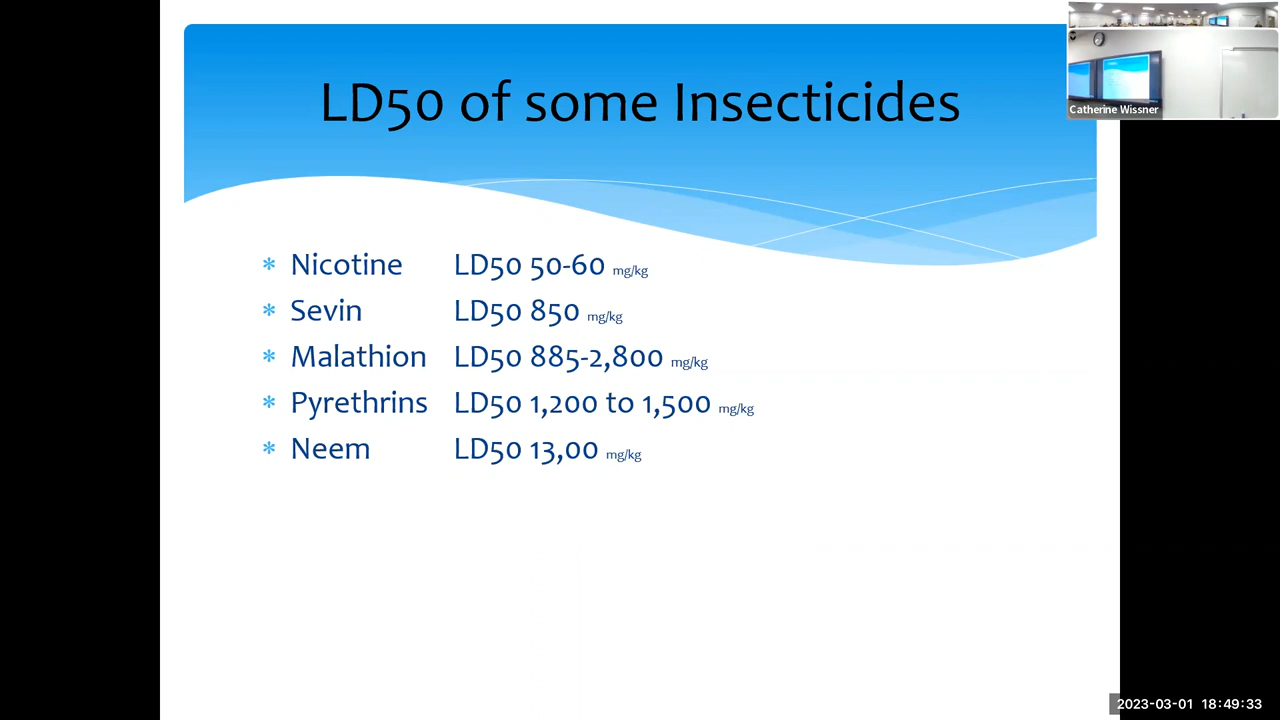 LD50 of some Insecticides
Catherine Wissner
* Nicotine LD50 50-60 mg/kg
* Sevin LD50 850 mg/kg
* Malathion LD50 885-2,800 mg/kg
* Pyrethrins LD50 1,200 to 1,500 mg/kg
* Neem LD50 13,00 mg/kg
2023-03-01 18:49:33